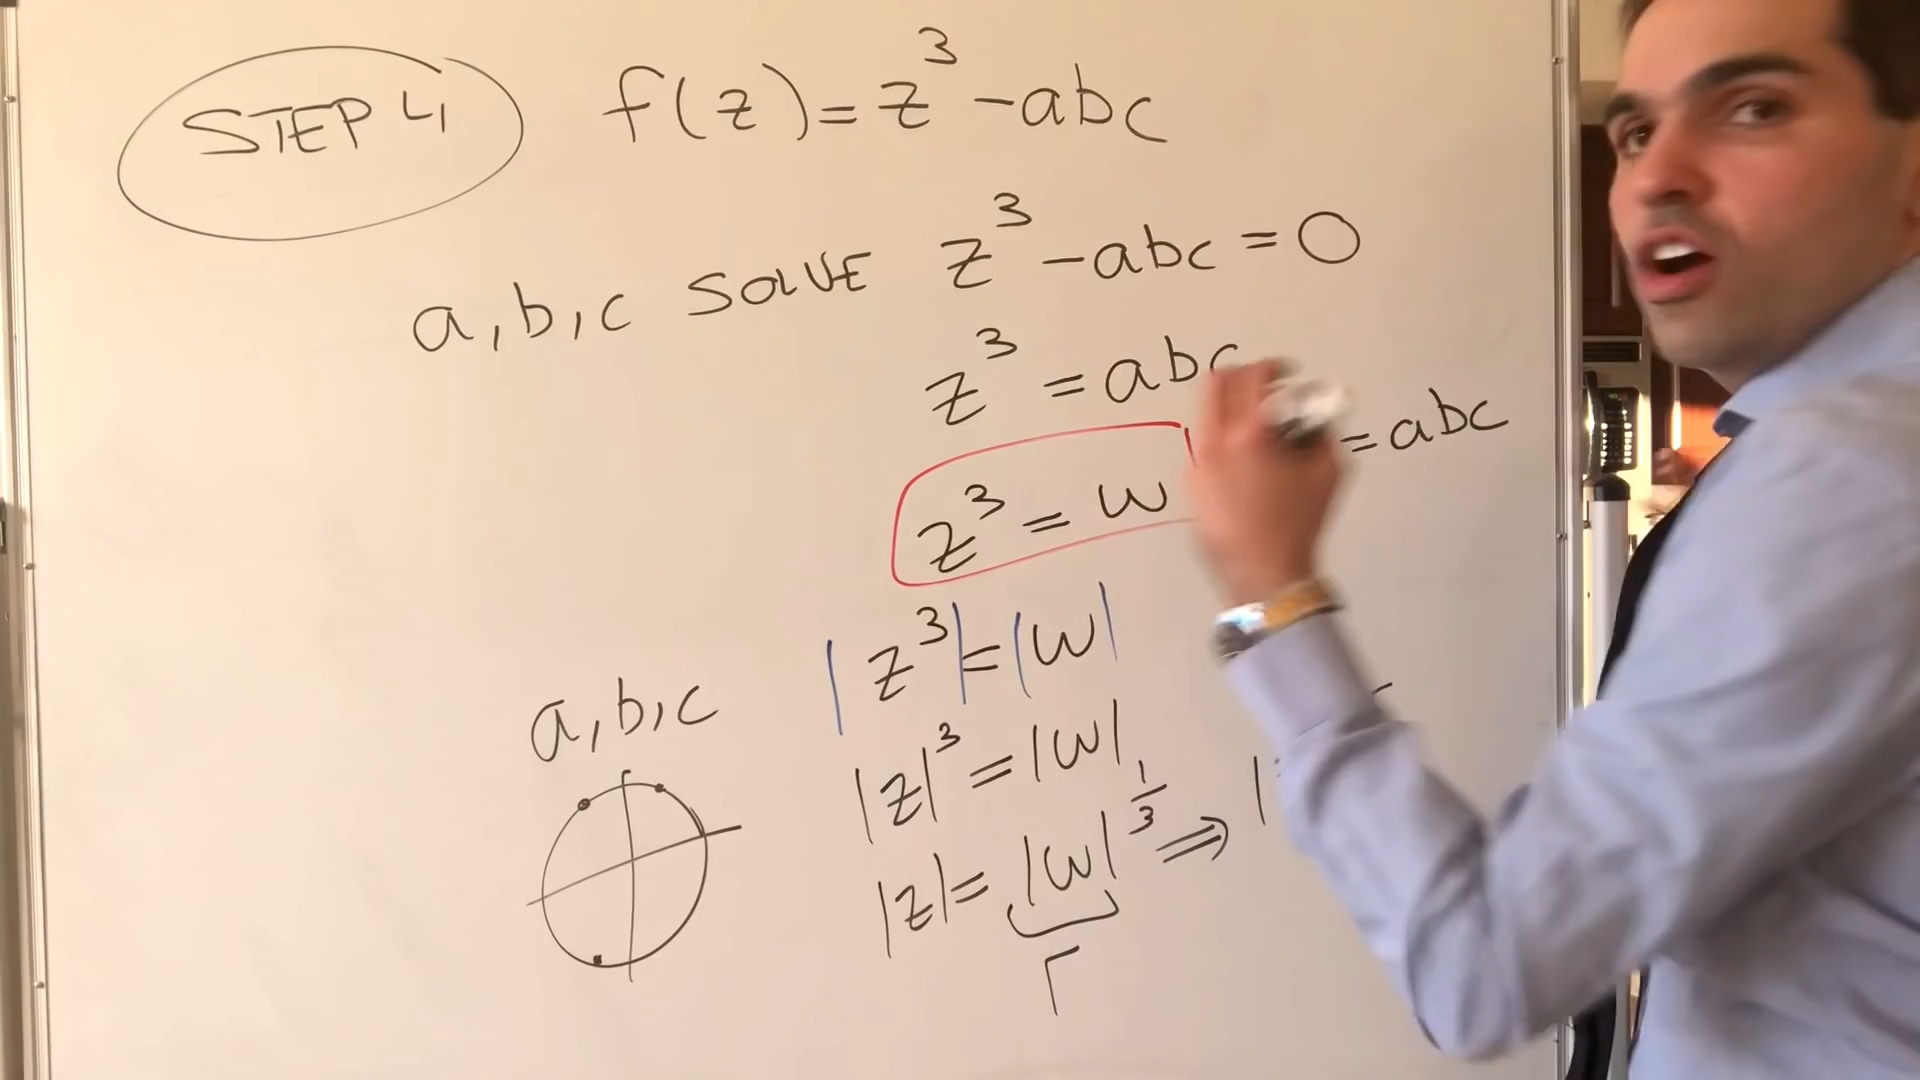 STEP 4
f(z) = z³ - abc
a, b, c SOLVE z³ - abc = 0
z³ = abc
z³ = w = abc
|z³| = |w|
a, b, c
|z|³ = |w|
|z| = |w|^(1/3) ⇒ |
r